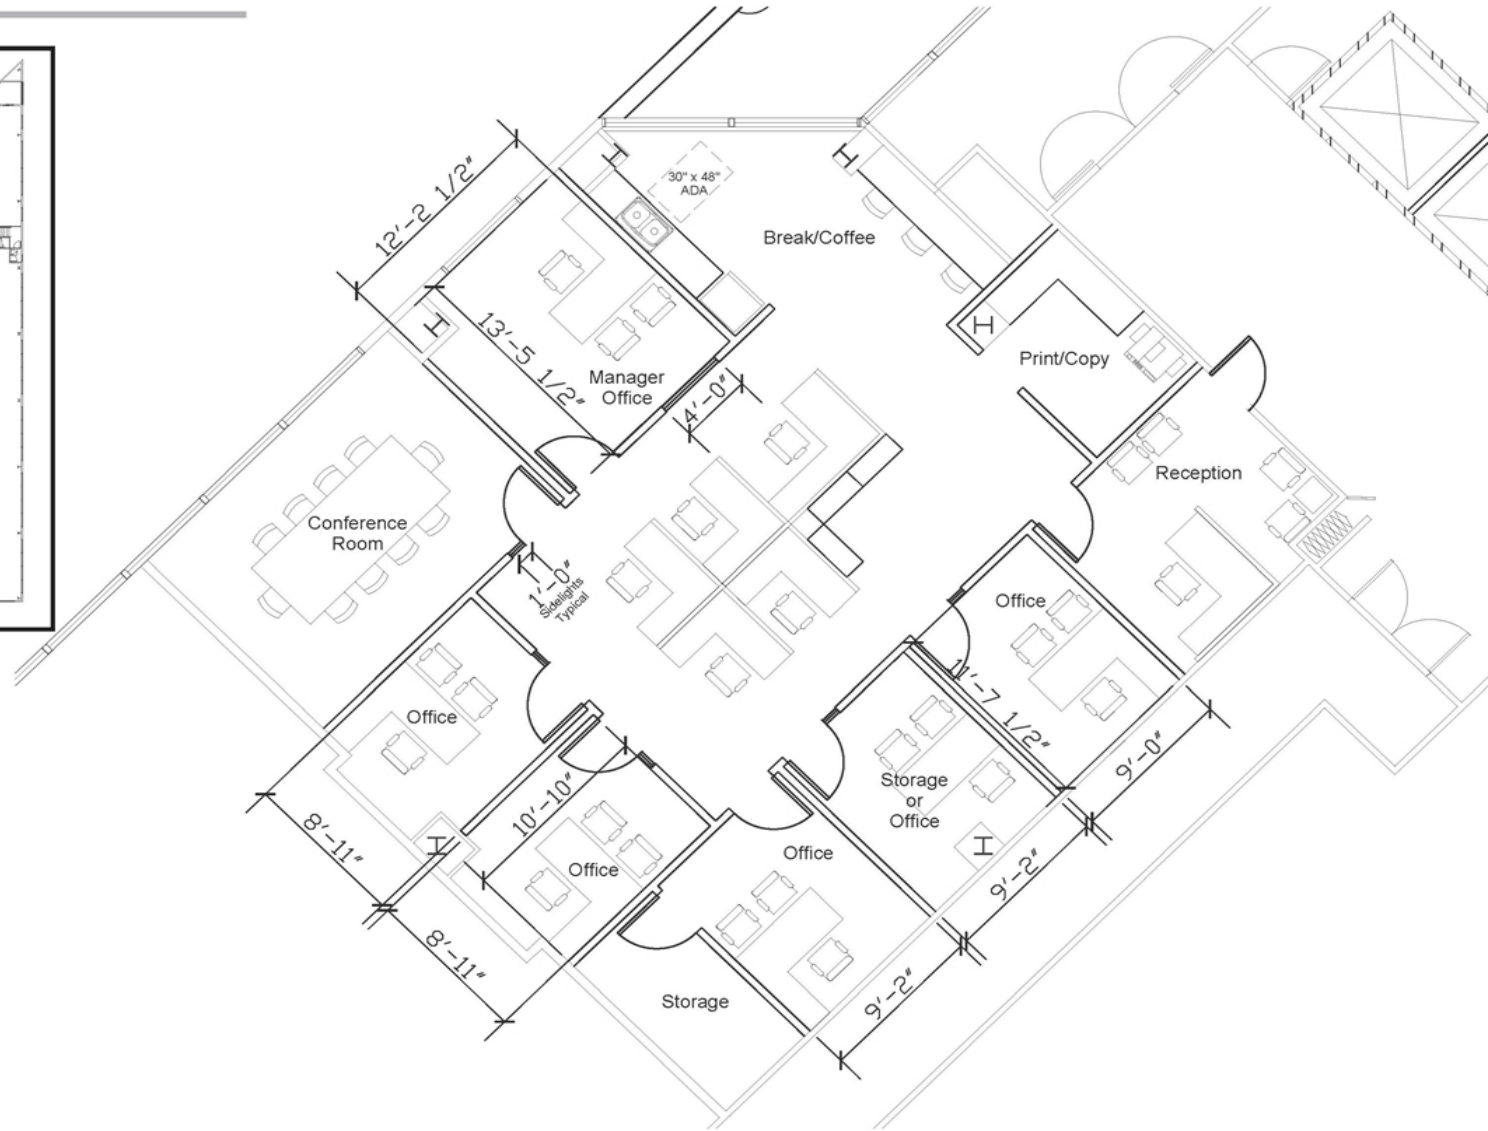 30" x 48"
ADA
Break/Coffee
12'-2 1/2"
13'-5 1/2"
Manager
Office
4'-0"
Print/Copy
Reception
Conference
Room
1'-0"
Sidelights
Typical
Office
Office
11'-7 1/2"
9'-0"
Storage
or
Office
10'-10"
8'-11"
Office
Office
9'-2"
8'-11"
Storage
9'-2"